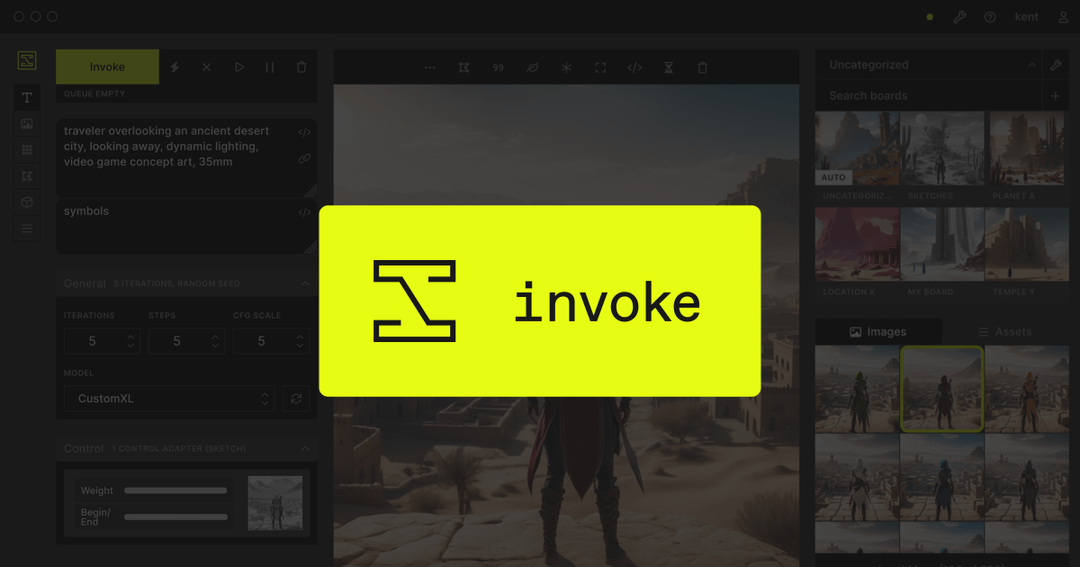 kent
Invoke
99
QUEUE EMPTY
traveler overlooking an ancient desert
city, looking away, dynamic lighting,
video game concept art, 35mm
symbols
General 5 ITERATIONS, RANDOM SEED
ITERATIONS STEPS CFG SCALE
5 5 5
MODEL
CustomXL
Control 1 CONTROL ADAPTER (SKETCH)
Weight
Begin/
End
invoke
Uncategorized
Search boards
AUTO
UNCATEGORIZ... SKETCHES PLANET A
LOCATION X MY BOARD TEMPLE Y
Images Assets